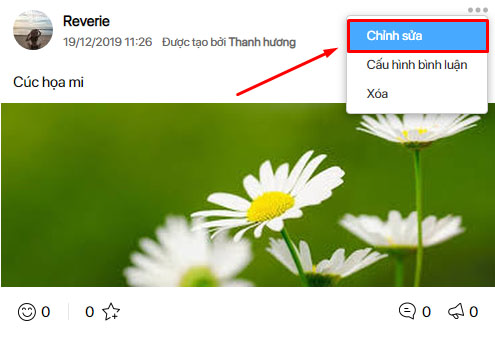 Reverie
19/12/2019 11:26 Được tạo bởi Thanh hương
Chỉnh sửa
Cấu hình bình luận
Xóa
Cúc họa mi
0 0 0 0